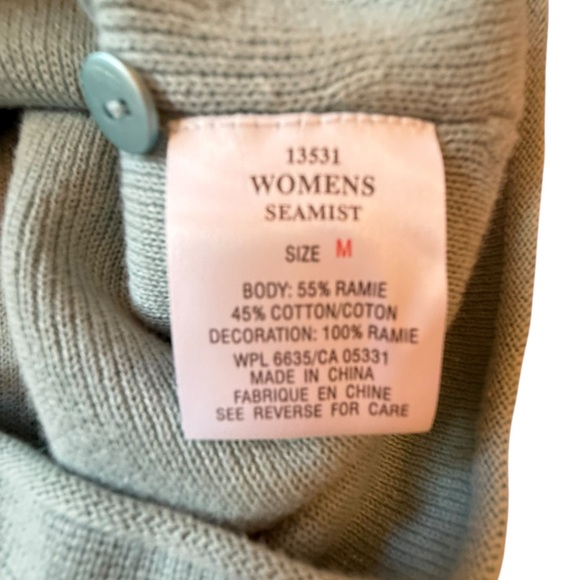 13531
WOMENS
SEAMIST
SIZE M
BODY: 55% RAMIE
45% COTTON/COTON
DECORATION: 100% RAMIE
WPL 6635/CA 05331
MADE IN CHINA
FABRIQUE EN CHINE
SEE REVERSE FOR CARE